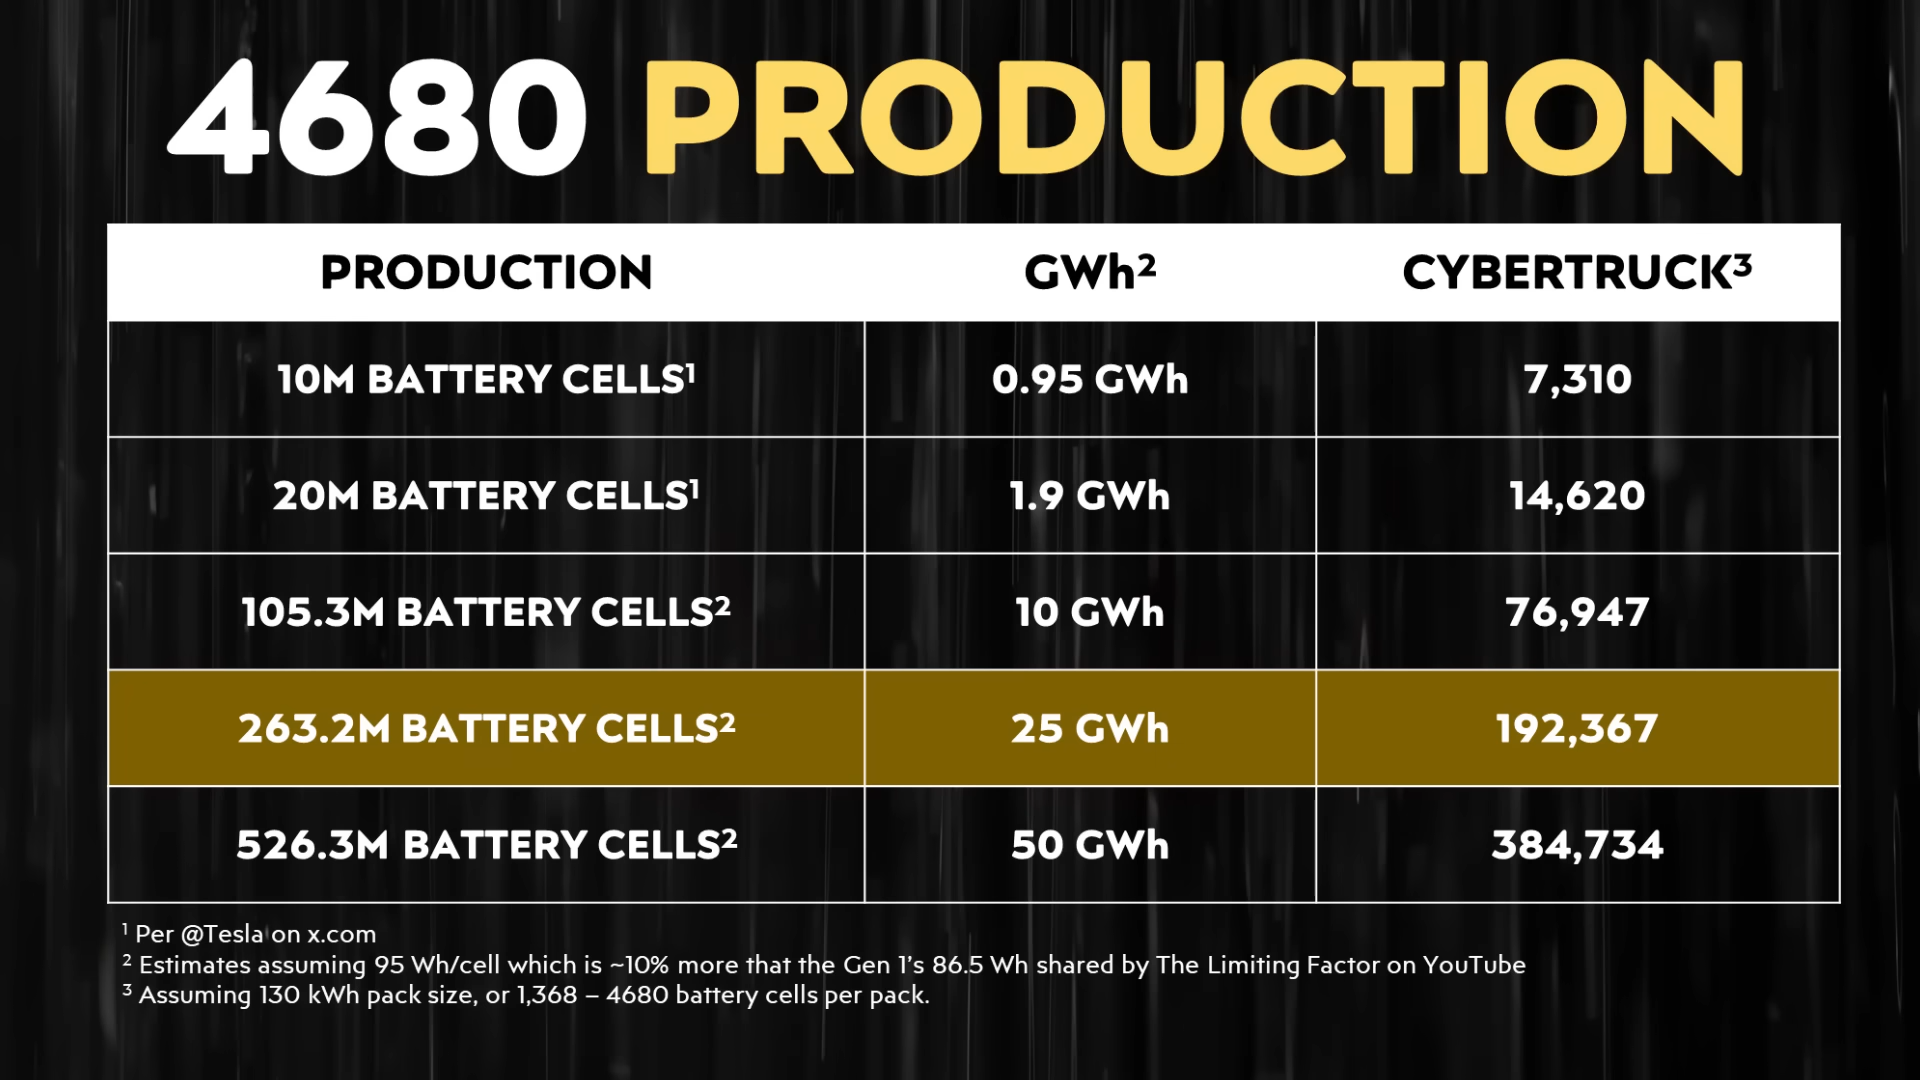 4680 PRODUCTION
PRODUCTION GWh² CYBERTRUCK³
10M BATTERY CELLS¹ 0.95 GWh 7,310
20M BATTERY CELLS¹ 1.9 GWh 14,620
105.3M BATTERY CELLS² 10 GWh 76,947
263.2M BATTERY CELLS² 25 GWh 192,367
526.3M BATTERY CELLS² 50 GWh 384,734
¹ Per @Tesla on x.com
² Estimates assuming 95 Wh/cell which is ~10% more that the Gen 1's 86.5 Wh shared by The Limiting Factor on YouTube
³ Assuming 130 kWh pack size, or 1,368 – 4680 battery cells per pack.